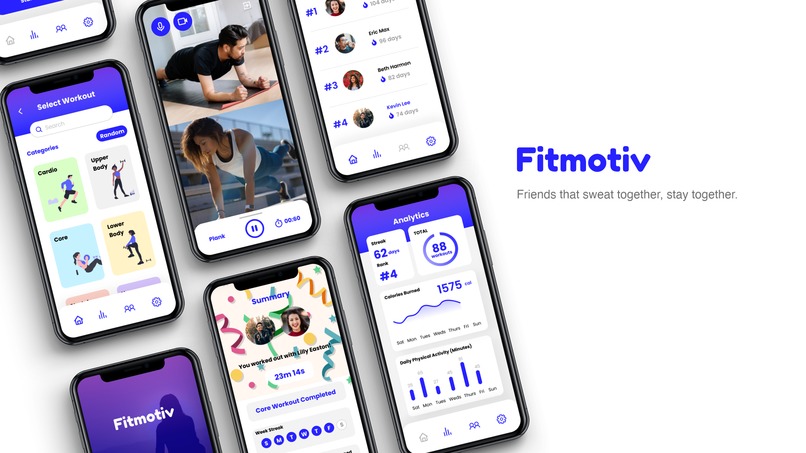 #1
104 days
#2
Eric Max
96 days
#3
Beth Harman
82 days
#4
Kevin Lee
74 days
Select Workout
Search
Random
Categories
Cardio
Upper
Body
Core
Lower
Body
Plank
00:60
Fitmotiv
Friends that sweat together, stay together.
Analytics
Streak
62 days
Rank
#4
TOTAL
88
workouts
Calories Burned
1575 cal
Sat Mon Tues Weds Thurs Fri Sun
Daily Physical Activity (Minutes)
Sat Mon Tues Weds Thurs Fri Sun
Summary
You worked out with Lilly Easton!
23m 14s
Core Workout Completed
Week Streak
S M T W T F S
Fitmotiv